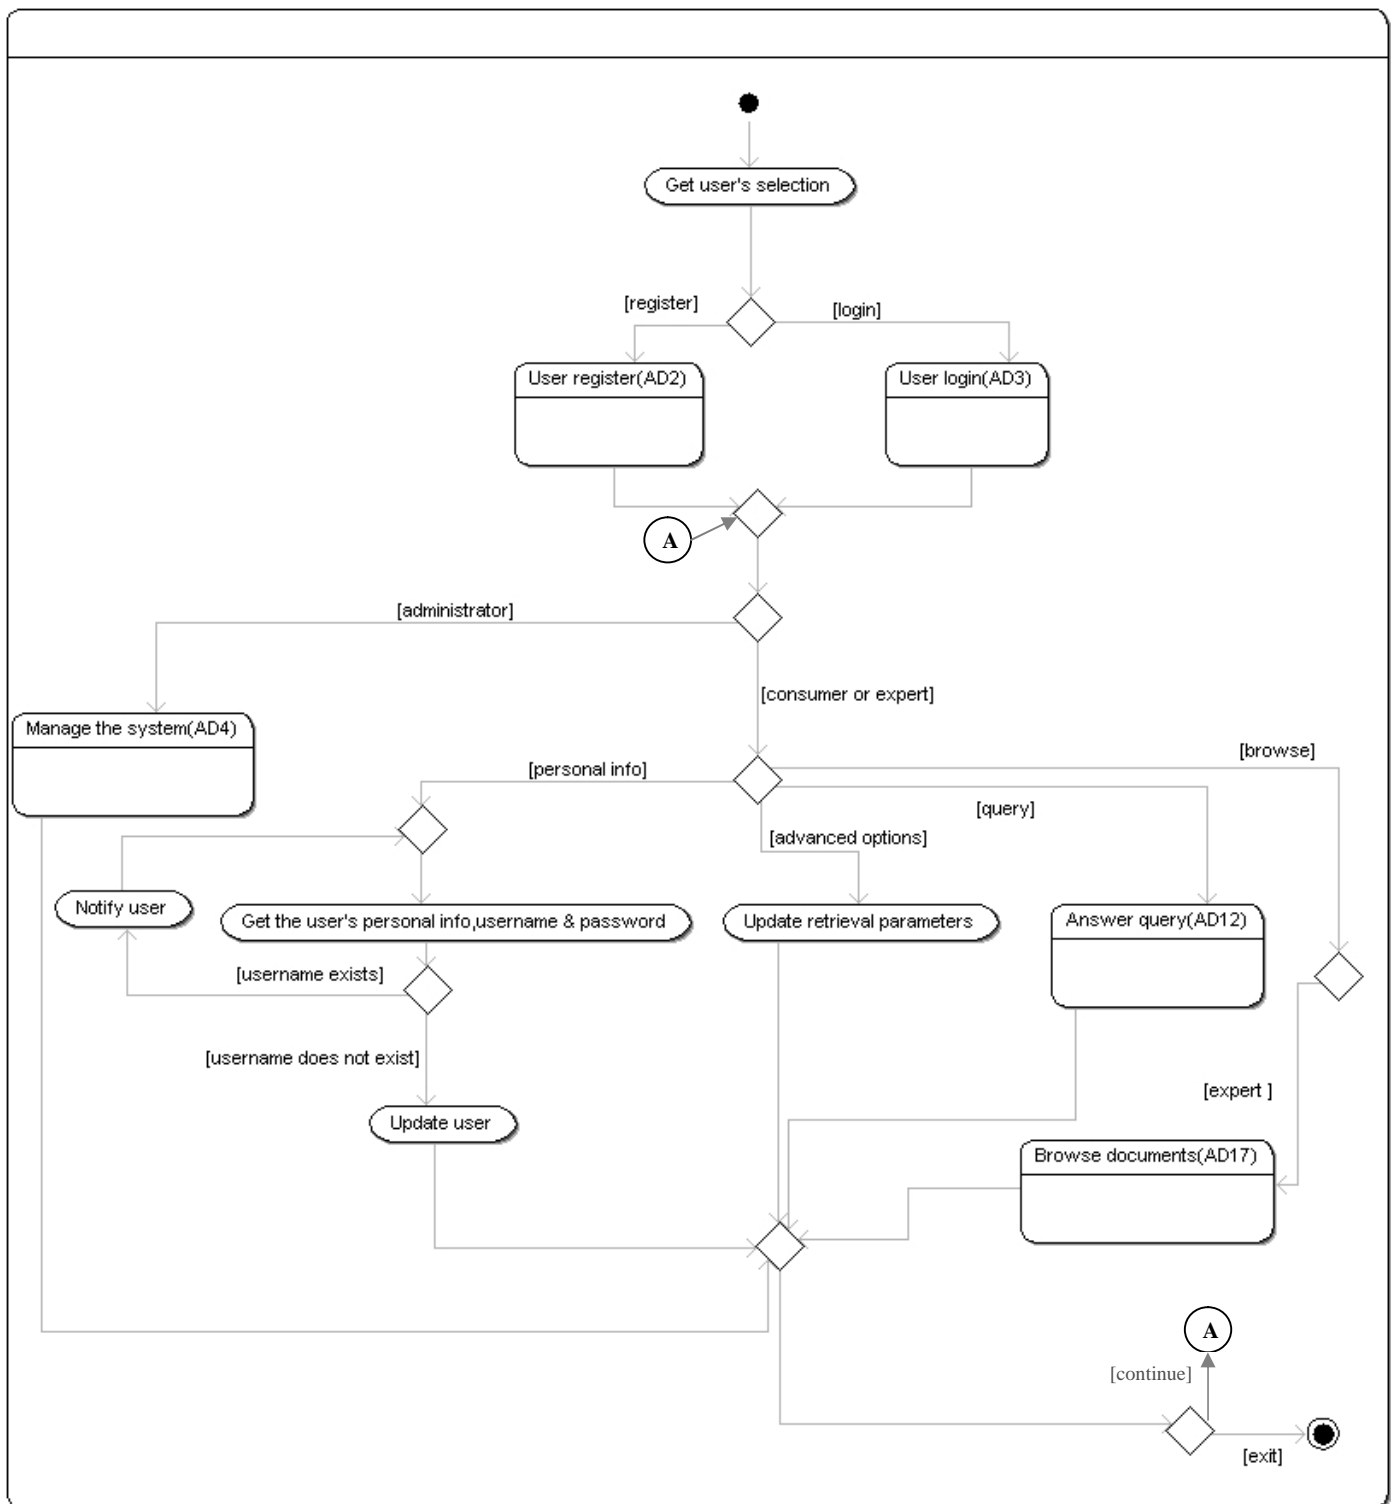 Get user's selection
[register]
[login]
User register(AD2)
User login(AD3)
A
[administrator]
[consumer or expert]
Manage the system(AD4)
[browse]
[personal info]
[query]
[advanced options]
Notify user
Get the user's personal info,username & password
Update retrieval parameters
Answer query(AD12)
[username exists]
[username does not exist]
[expert ]
Update user
Browse documents(AD17)
A
[continue]
[exit]